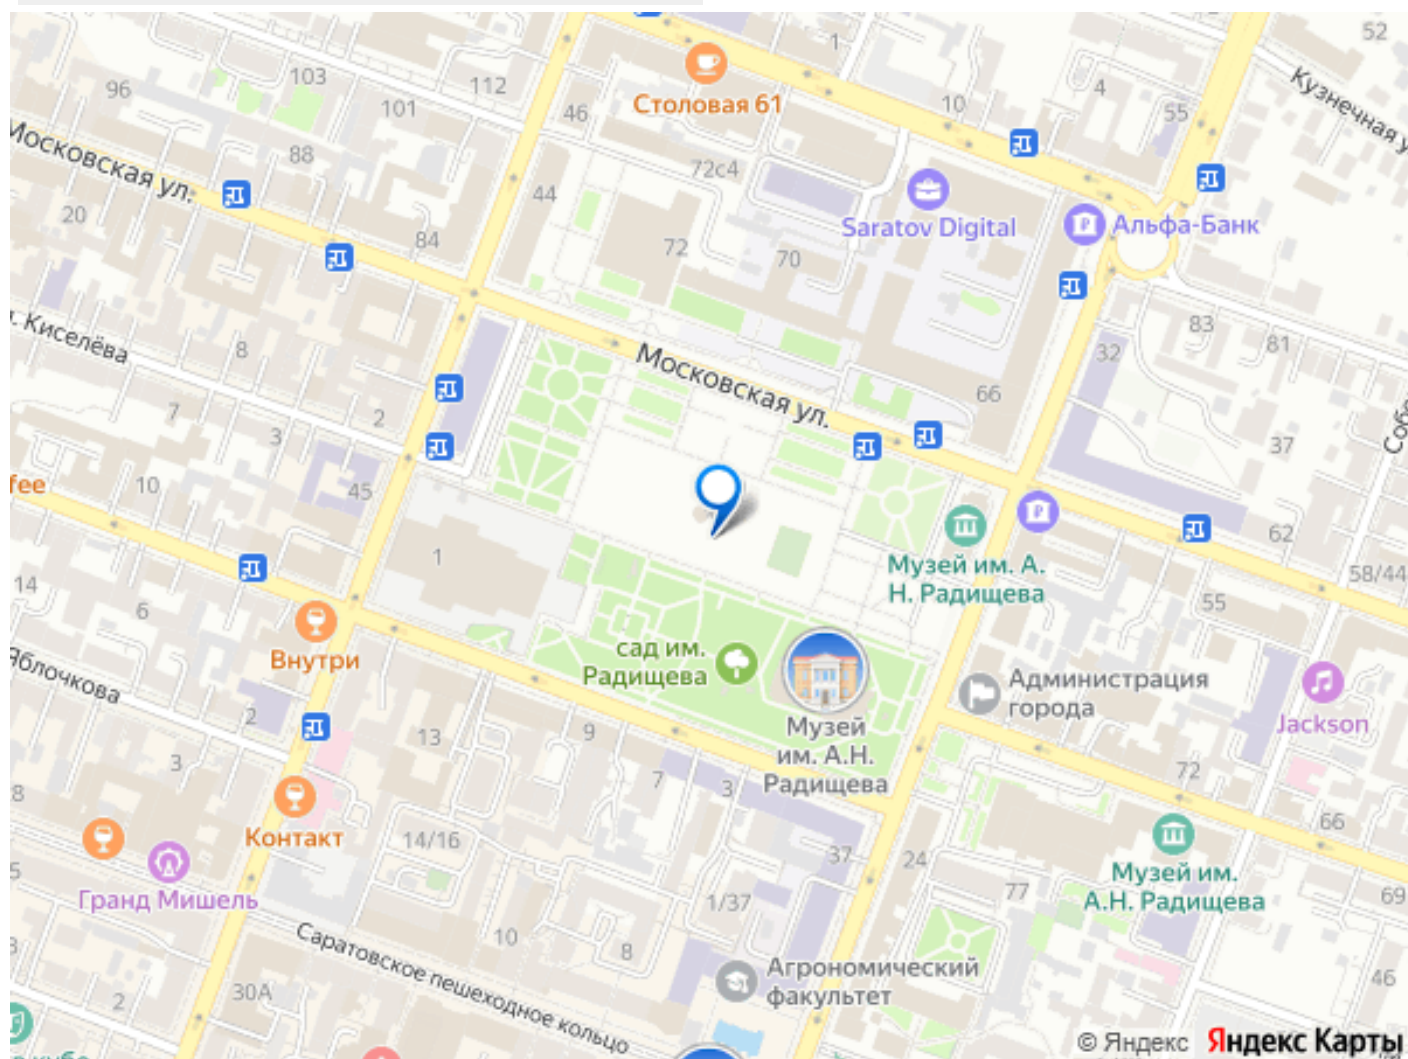 52
1
Кузнечная у
103
112
96
101
Столовая 61
46
10
4
55
Московская ул.
88
72с4
44
20
84
72
70
Saratov Digital
Альфа-Банк
. Киселёва
8
83
81
32
Московская ул.
66
7
2
3
37
Собо
fee
10
45
62
Музей им. А.
Н. Радищева
1
14
6
58/44
55
Внутри
сад им.
Радищева
Яблочкова
Администрация
города
2
Музей
им. А.Н.
Радищева
Jackson
13
9
3
7
3
72
8
Контакт
14/16
66
37
24
Музей им.
А.Н. Радищева
5
Гранд Мишель
77
69
1/37
Саратовское пешеходное кольцо
10
8
3
Агрономический
факультет
46
2
30А
© Яндекс Яндекс Карты